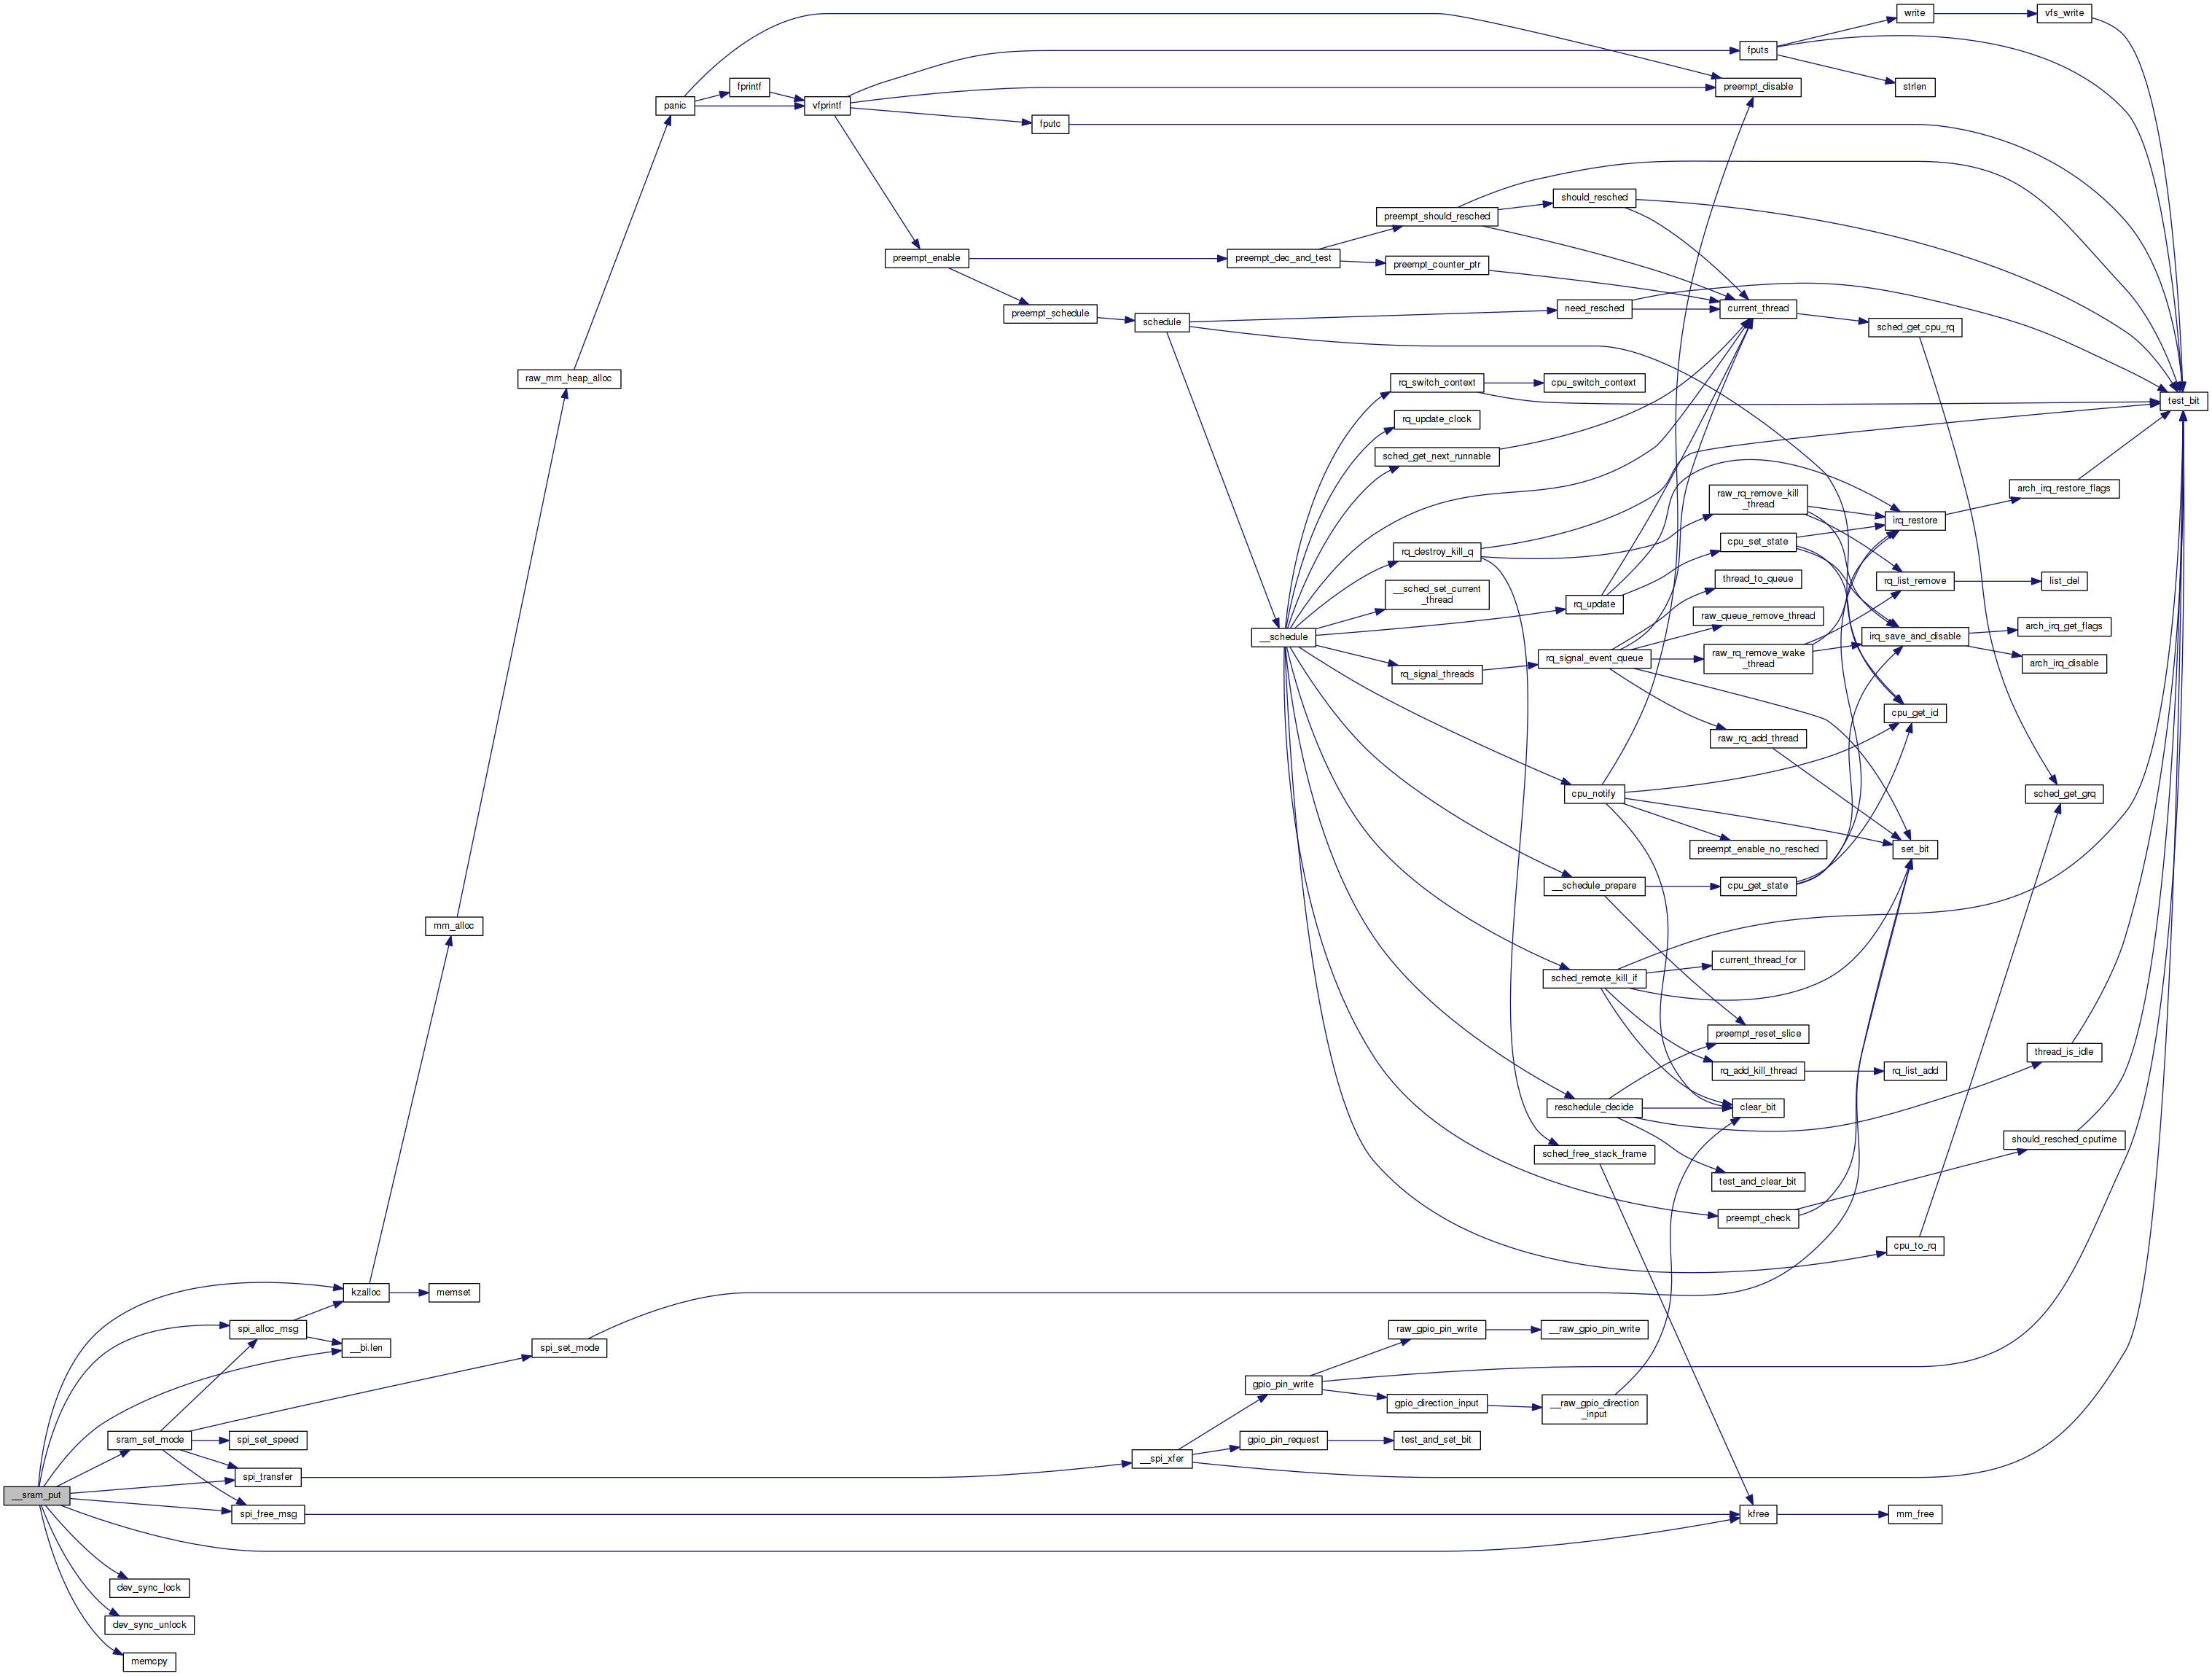 write
vfs_write
fputs
fprintf
preempt_disable
strlen
panic
vfprintf
fputc
should_resched
preempt_should_resched
preempt_enable
preempt_dec_and_test
preempt_counter_ptr
preempt_schedule
schedule
need_resched
current_thread
sched_get_cpu_rq
raw_mm_heap_alloc
rq_switch_context
cpu_switch_context
test_bit
rq_update_clock
sched_get_next_runnable
arch_irq_restore_flags
raw_rq_remove_kill
_thread
irq_restore
cpu_set_state
rq_destroy_kill_q
thread_to_queue
rq_list_remove
list_del
__sched_set_current
_thread
rq_update
raw_queue_remove_thread
arch_irq_get_flags
__schedule
irq_save_and_disable
rq_signal_event_queue
raw_rq_remove_wake
_thread
arch_irq_disable
rq_signal_threads
cpu_get_id
raw_rq_add_thread
cpu_notify
sched_get_grq
preempt_enable_no_resched
set_bit
__schedule_prepare
cpu_get_state
mm_alloc
current_thread_for
sched_remote_kill_if
preempt_reset_slice
thread_is_idle
rq_add_kill_thread
rq_list_add
reschedule_decide
clear_bit
should_resched_cputime
sched_free_stack_frame
test_and_clear_bit
preempt_check
cpu_to_rq
kzalloc
memset
spi_alloc_msg
__bi.len
spi_set_mode
raw_gpio_pin_write
__raw_gpio_pin_write
gpio_pin_write
gpio_direction_input
__raw_gpio_direction
_input
sram_set_mode
spi_set_speed
gpio_pin_request
test_and_set_bit
__spi_xfer
spi_transfer
__sram_put
spi_free_msg
kfree
mm_free
dev_sync_lock
dev_sync_unlock
memcpy